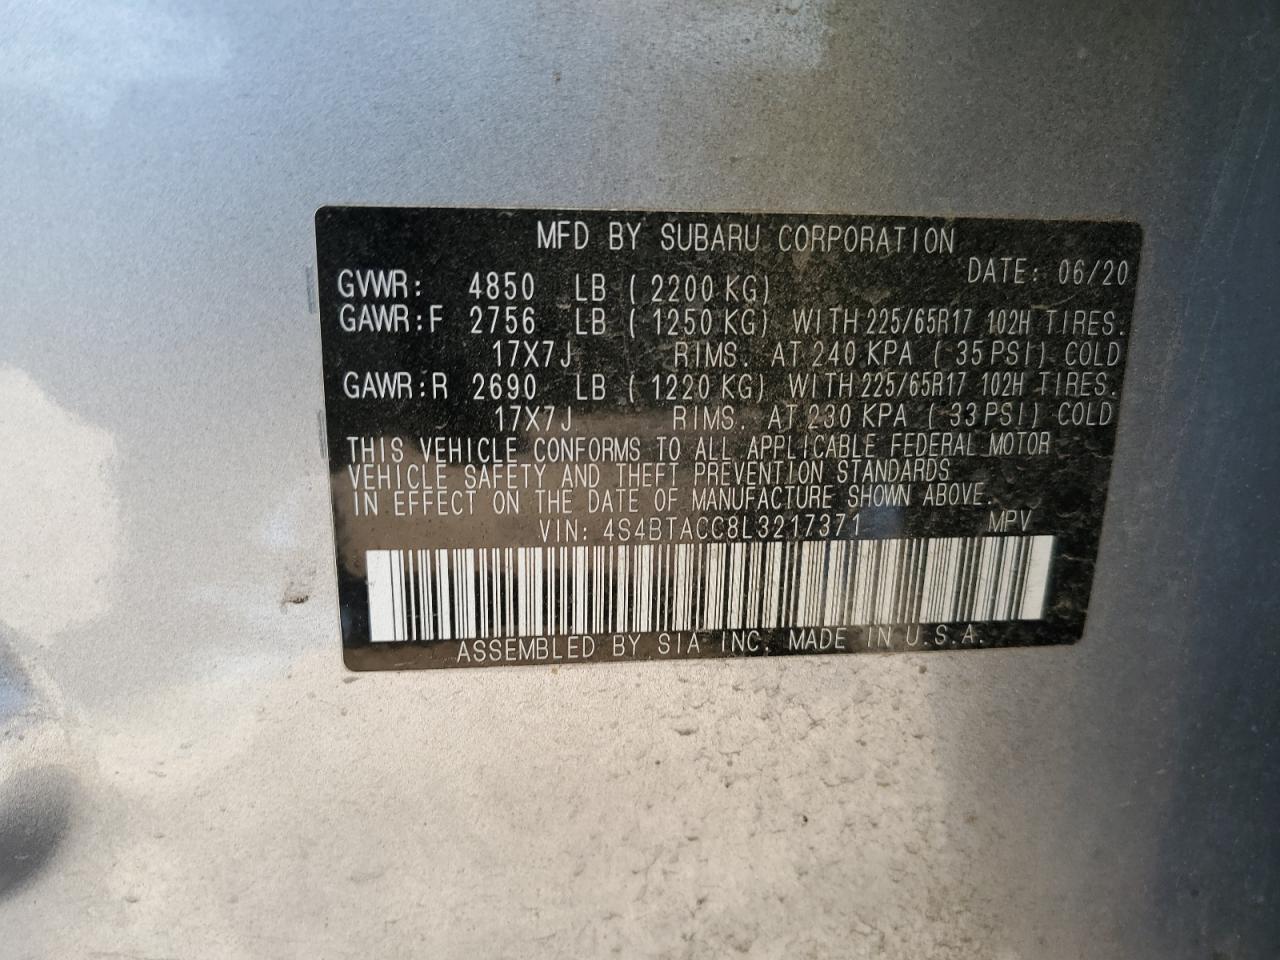 MFD BY SUBARU CORPORATION
DATE: 06/20
GVWR: 4850 LB ( 2200 KG)
GAWR:F 2756 LB ( 1250 KG) WITH 225/65R17 102H TIRES.
17X7J RIMS. AT 240 KPA ( 35 PSI) COLD
GAWR:R 2690 LB ( 1220 KG) WITH 225/65R17 102H TIRES.
17X7J RIMS. AT 230 KPA ( 33 PSI) COLD
THIS VEHICLE CONFORMS TO ALL APPLICABLE FEDERAL MOTOR
VEHICLE SAFETY AND THEFT PREVENTION STANDARDS
IN EFFECT ON THE DATE OF MANUFACTURE SHOWN ABOVE.
VIN: 4S4BTACC8L3217371 MPV
ASSEMBLED BY SIA INC. MADE IN U.S.A.